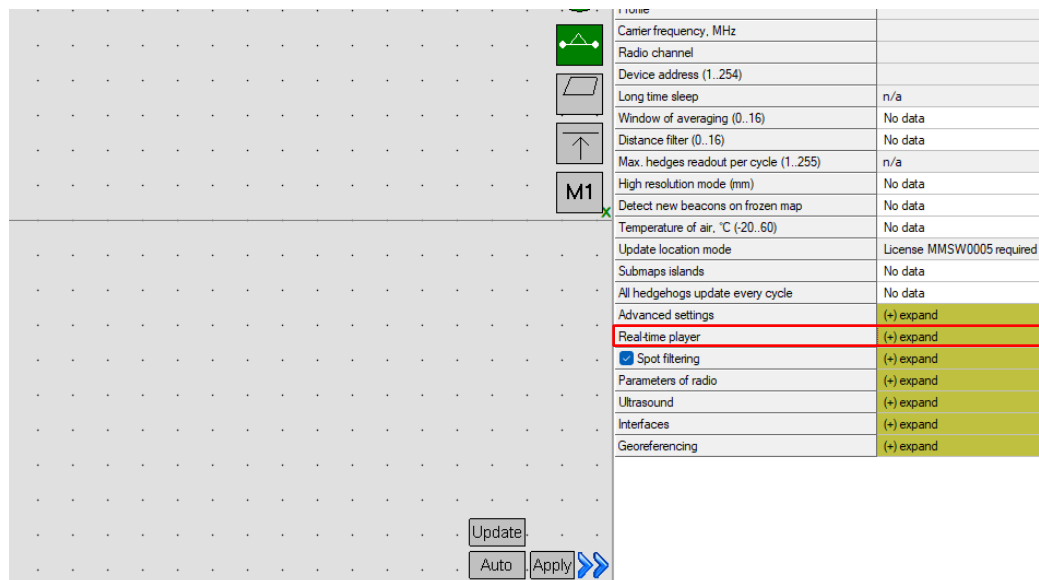 Profile
Carrier frequency, MHz
Radio channel
Device address (1..254)
Long time sleep n/a
Window of averaging (0..16) No data
Distance filter (0..16) No data
Max. hedges readout per cycle (1..255) n/a
High resolution mode (mm) No data
M1
Detect new beacons on frozen map No data
x
Temperature of air, °C (-20..60) No data
Update location mode License MMSW0005 required
Submaps islands No data
All hedgehogs update every cycle No data
Advanced settings (+) expand
Real-time player (+) expand
Spot filtering (+) expand
Parameters of radio (+) expand
Ultrasound (+) expand
Interfaces (+) expand
Georeferencing (+) expand
Update
Auto Apply